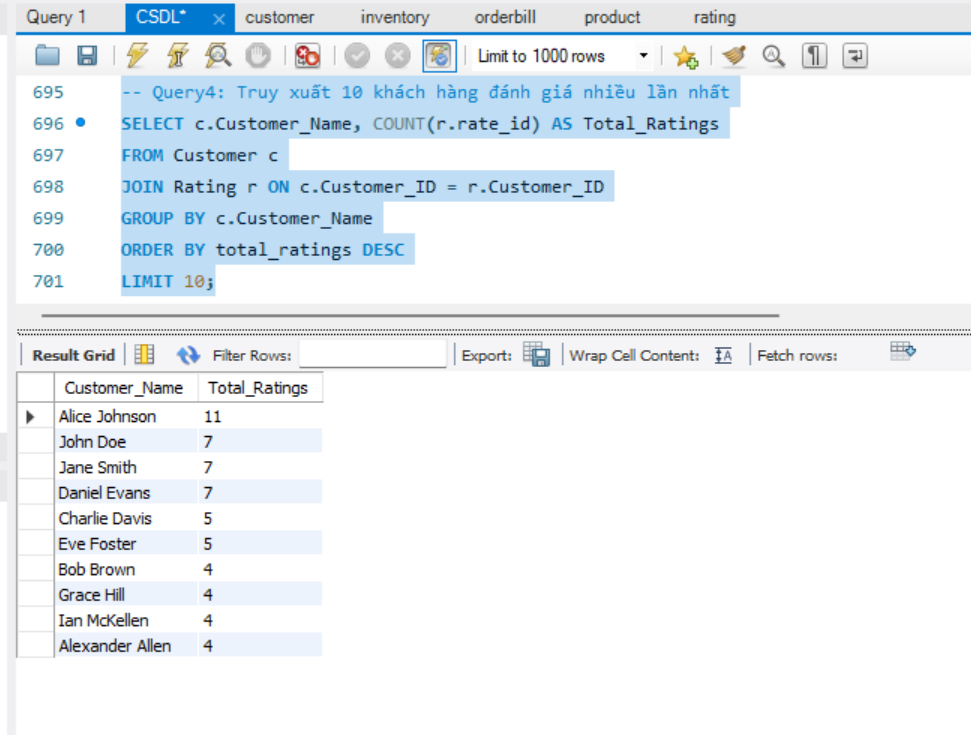 Query 1 CSDL* × customer inventory orderbill product rating
Limit to 1000 rows
695 -- Query4: Truy xuất 10 khách hàng đánh giá nhiều lần nhất
696 SELECT c.Customer_Name, COUNT(r.rate_id) AS Total_Ratings
697 FROM Customer c
698 JOIN Rating r ON c.Customer_ID = r.Customer_ID
699 GROUP BY c.Customer_Name
700 ORDER BY total_ratings DESC
701 LIMIT 10;
Result Grid Filter Rows: Export: Wrap Cell Content: Fetch rows:
Customer_Name Total_Ratings
Alice Johnson 11
John Doe 7
Jane Smith 7
Daniel Evans 7
Charlie Davis 5
Eve Foster 5
Bob Brown 4
Grace Hill 4
Ian McKellen 4
Alexander Allen 4